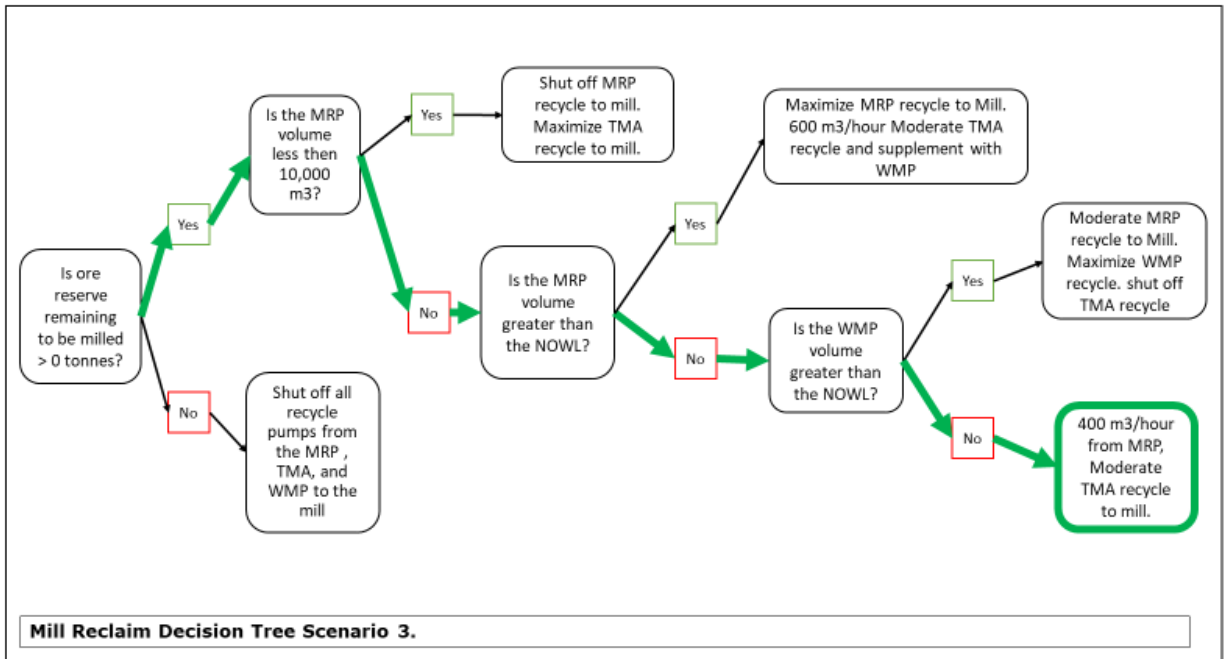 Is ore
reserve
remaining
to be milled
> 0 tonnes?
Yes
No
Is the MRP
volume
less then
10,000
m3?
Shut off all
recycle
pumps from
the MRP ,
TMA, and
WMP to the
mill
Yes
No
Shut off MRP
recycle to mill.
Maximize TMA
recycle to mill.
Is the MRP
volume
greater than
the NOWL?
Yes
No
Maximize MRP recycle to Mill.
600 m3/hour Moderate TMA
recycle and supplement with
WMP
Is the WMP
volume
greater than
the NOWL?
Yes
No
Moderate MRP
recycle to Mill.
Maximize WMP
recycle. shut off
TMA recycle
400 m3/hour
from MRP,
Moderate
TMA recycle
to mill.
Mill Reclaim Decision Tree Scenario 3.